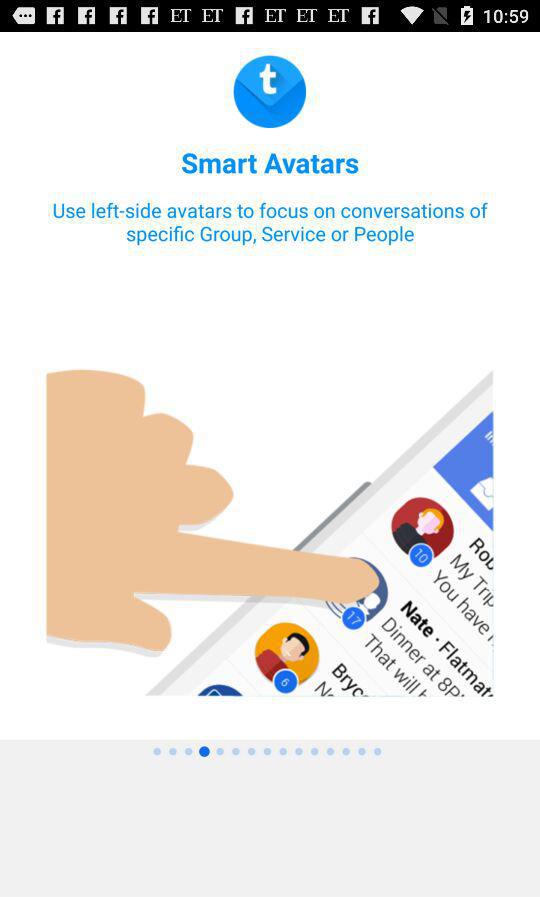 ET ET ET ET ET 10:59
t
Smart Avatars
Use left-side avatars to focus on conversations of
specific Group, Service or People
10
Rob
My Trip
You have
17
Nate · Flatmat
Dinner at 8P
That will
6
Bryc